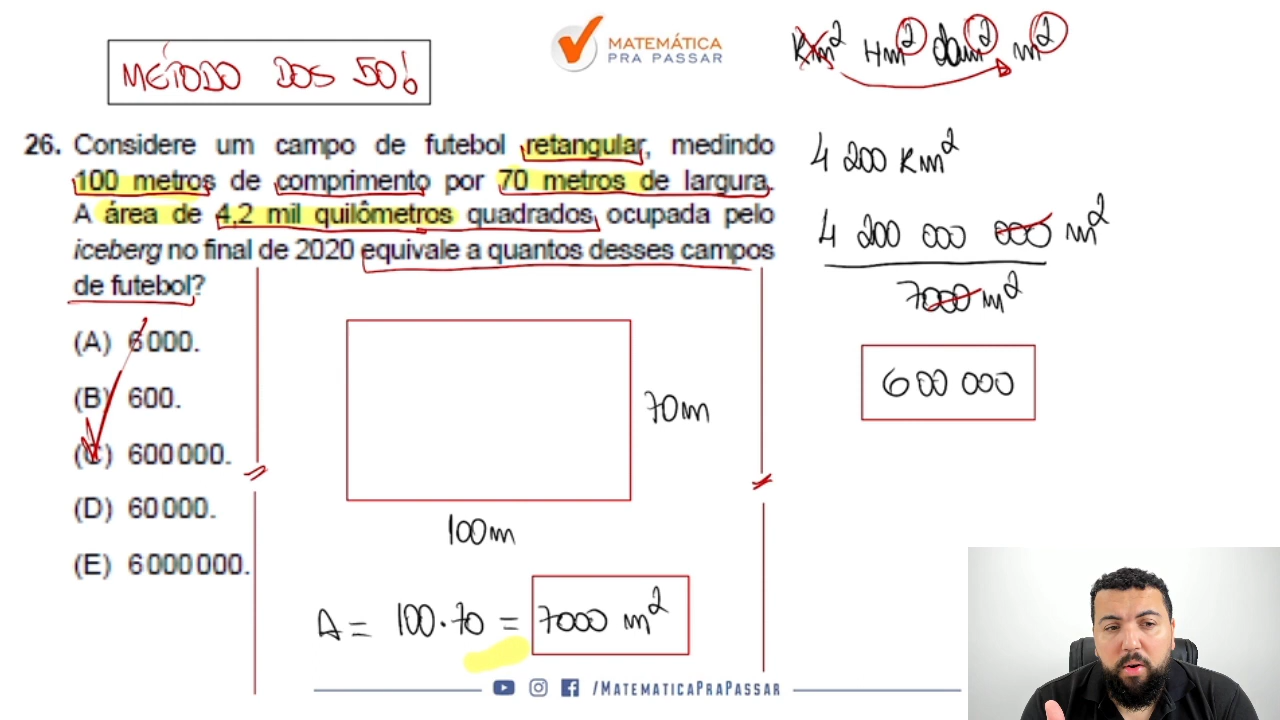 MÉTODO DOS 50!
MATEMÁTICA
PRA PASSAR
Km² Hm² dam² m²
26. Considere um campo de futebol retangular, medindo
100 metros de comprimento por 70 metros de largura.
A área de 4,2 mil quilômetros quadrados ocupada pelo
iceberg no final de 2020 equivale a quantos desses campos
de futebol?
(A) 6000.
(B) 600.
(C) 600000.
(D) 60000.
(E) 6000000.
70m
100m
A = 100.70 = 7000 m²
4 200 Km²
4 200 000 000 m²
7000 m²
600 000
/MATEMATICAPRAPASSAR